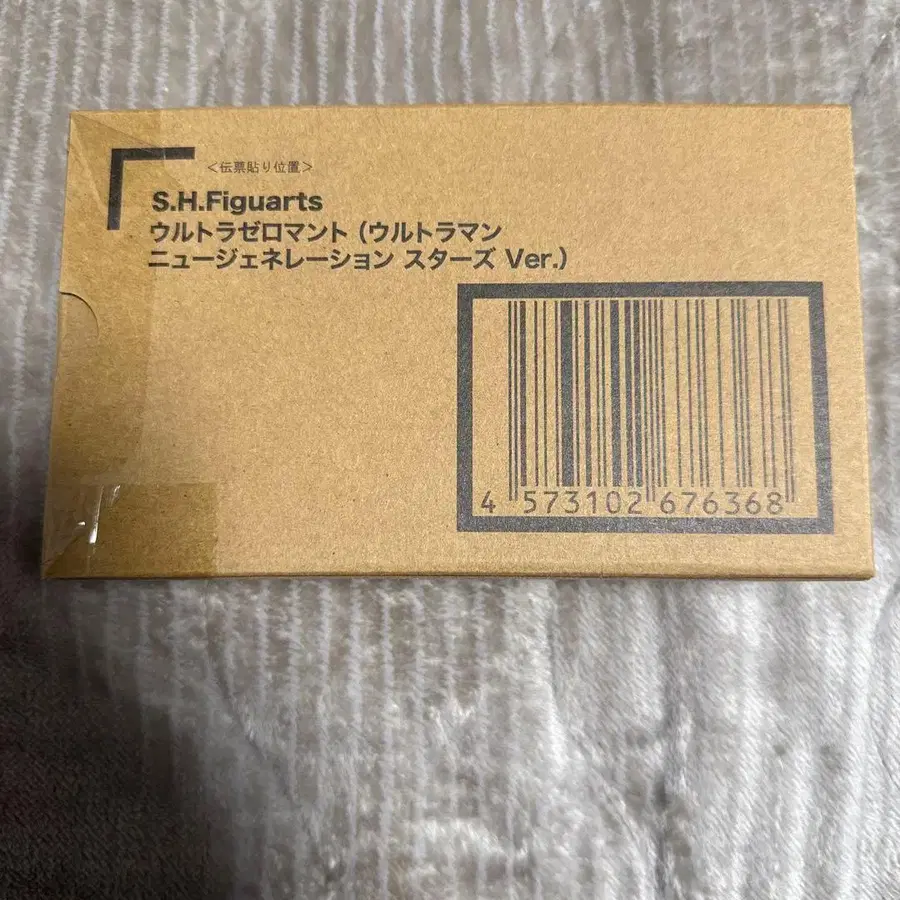 <伝票貼り位置>
S.H.Figuarts
ウルトラゼロマント（ウルトラマン
ニュージェネレーション スターズ Ver.）
4 573102 676368